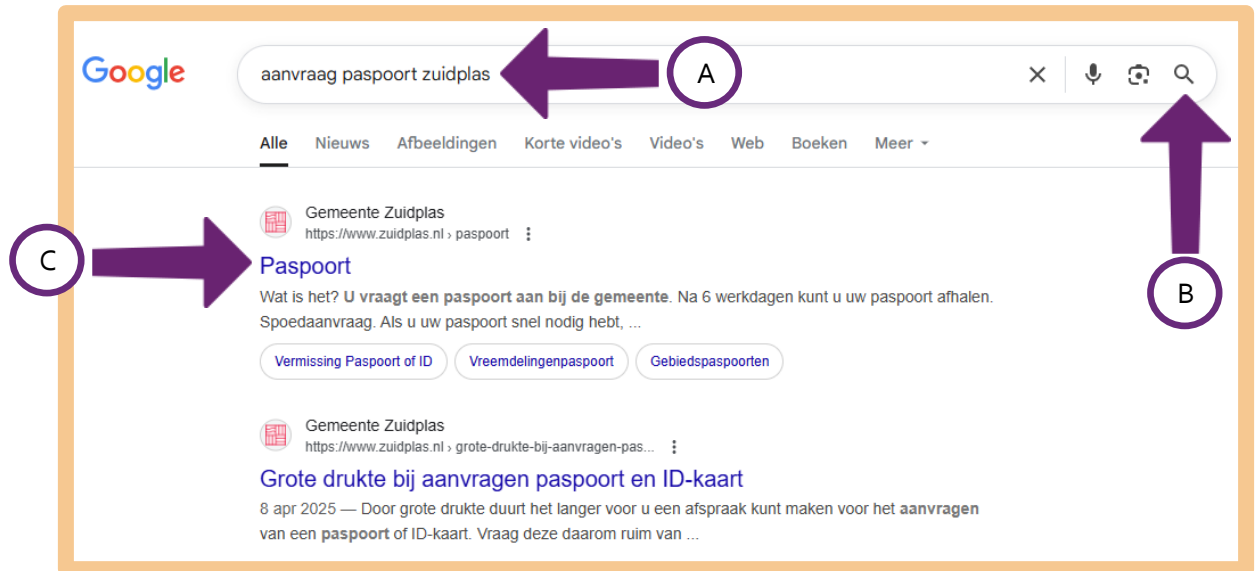 Google
aanvraag paspoort zuidplas
A
Alle Nieuws Afbeeldingen Korte video's Video's Web Boeken Meer
Gemeente Zuidplas
https://www.zuidplas.nl › paspoort
C
Paspoort
B
Wat is het? U vraagt een paspoort aan bij de gemeente. Na 6 werkdagen kunt u uw paspoort afhalen.
Spoedaanvraag. Als u uw paspoort snel nodig hebt, ...
Vermissing Paspoort of ID Vreemdelingenpaspoort Gebiedspaspoorten
Gemeente Zuidplas
https://www.zuidplas.nl › grote-drukte-bij-aanvragen-pas...
Grote drukte bij aanvragen paspoort en ID-kaart
8 apr 2025 — Door grote drukte duurt het langer voor u een afspraak kunt maken voor het aanvragen
van een paspoort of ID-kaart. Vraag deze daarom ruim van ...